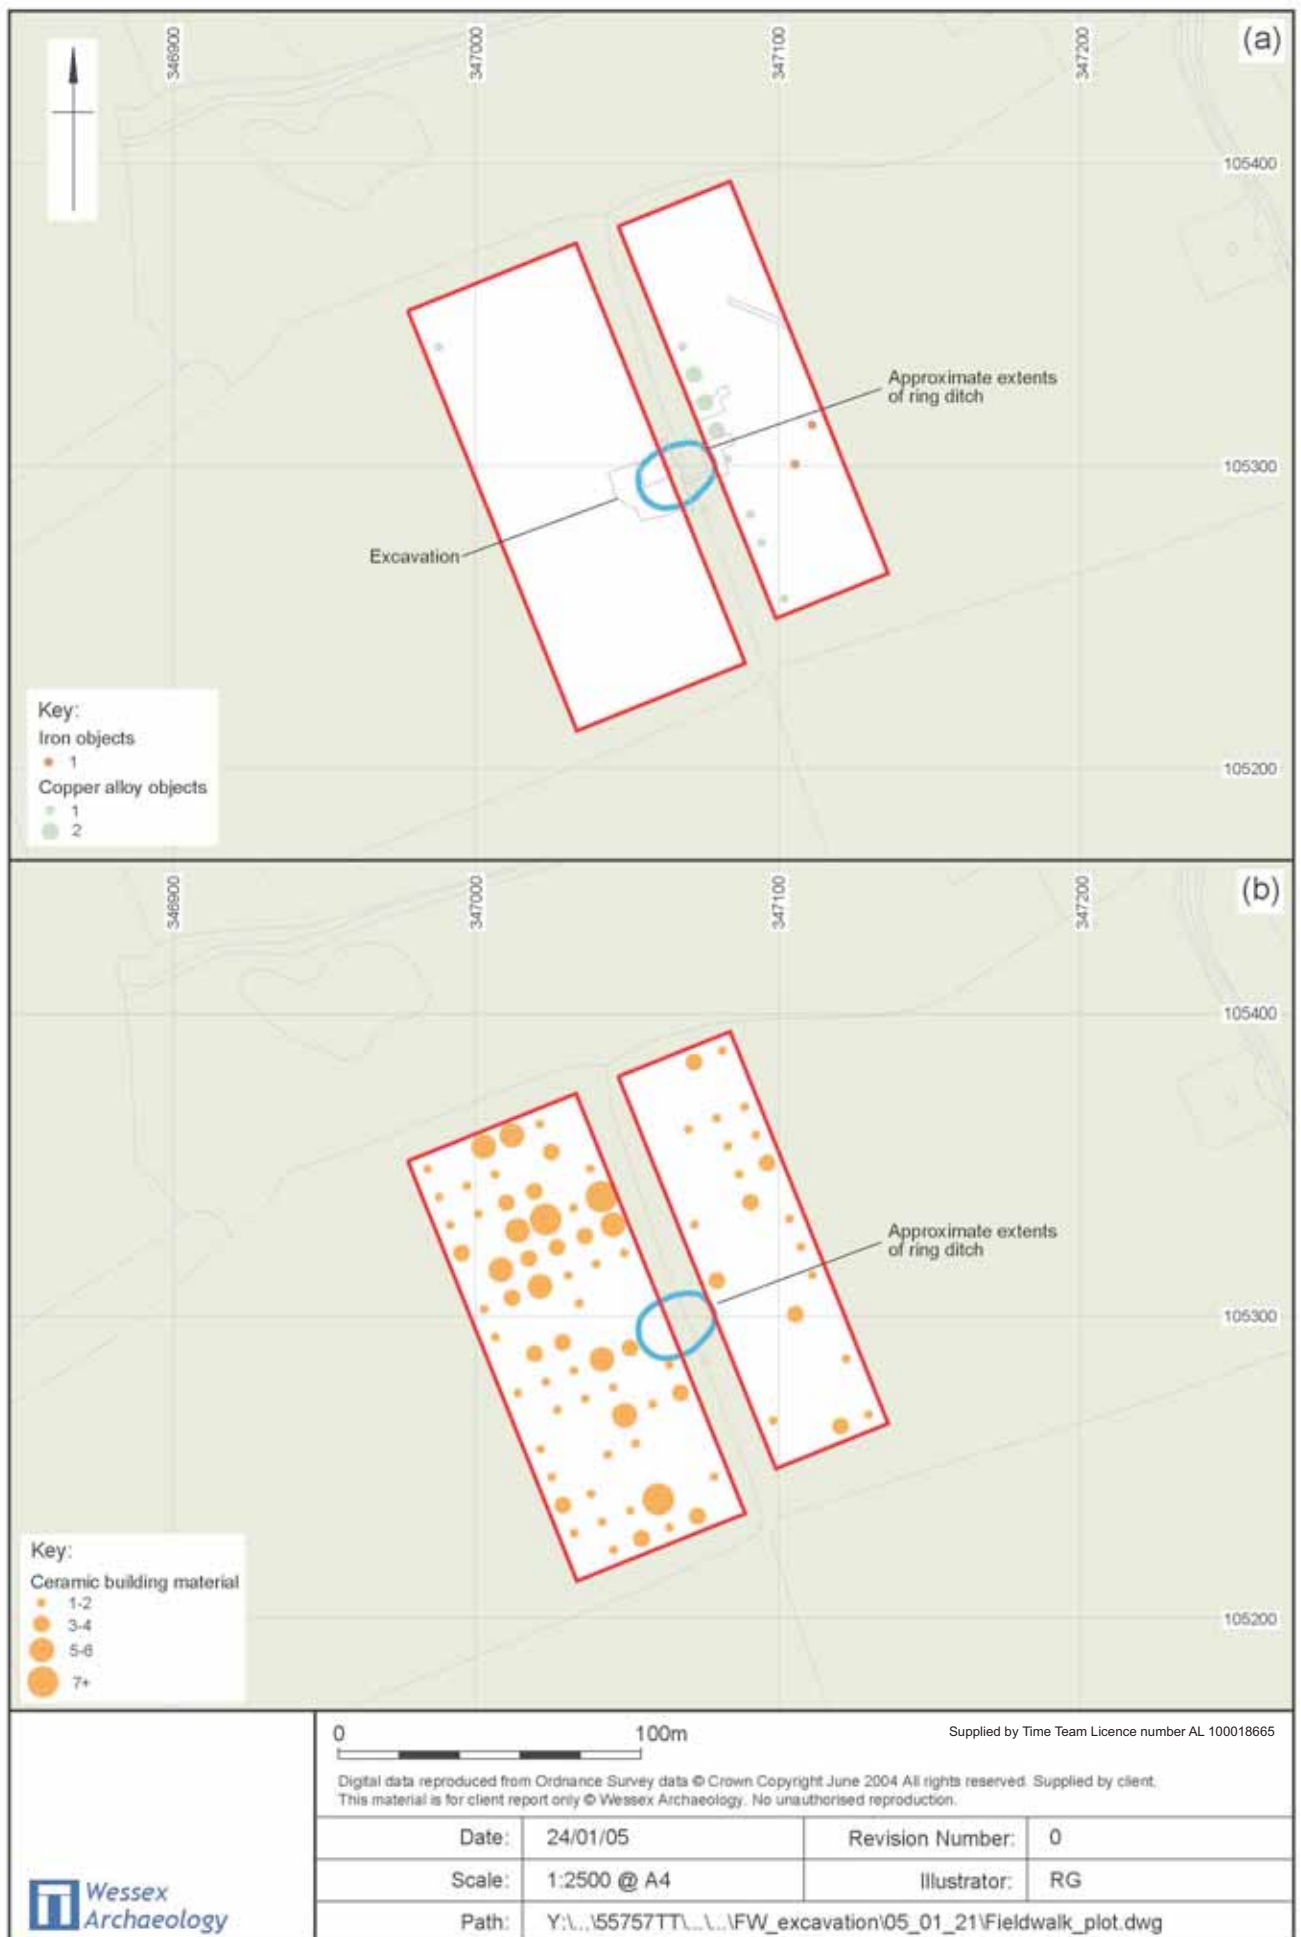 (a)
346900
347000
347100
347200
105400
Approximate extents
of ring ditch
105300
Excavation
105200
Key:
Iron objects
1
Copper alloy objects
1
2
(b)
346900
347000
347100
347200
105400
Approximate extents
of ring ditch
105300
105200
Key:
Ceramic building material
1-2
3-4
5-6
7+
0 100m
Supplied by Time Team Licence number AL 100018665
Digital data reproduced from Ordnance Survey data © Crown Copyright June 2004 All rights reserved. Supplied by client.
This material is for client report only © Wessex Archaeology. No unauthorised reproduction.
Date: 24/01/05 Revision Number: 0
Scale: 1:2500 @ A4 Illustrator: RG
Path: Y:\...\55757TT\...\...\FW_excavation\05_01_21\Fieldwalk_plot.dwg
Wessex
Archaeology